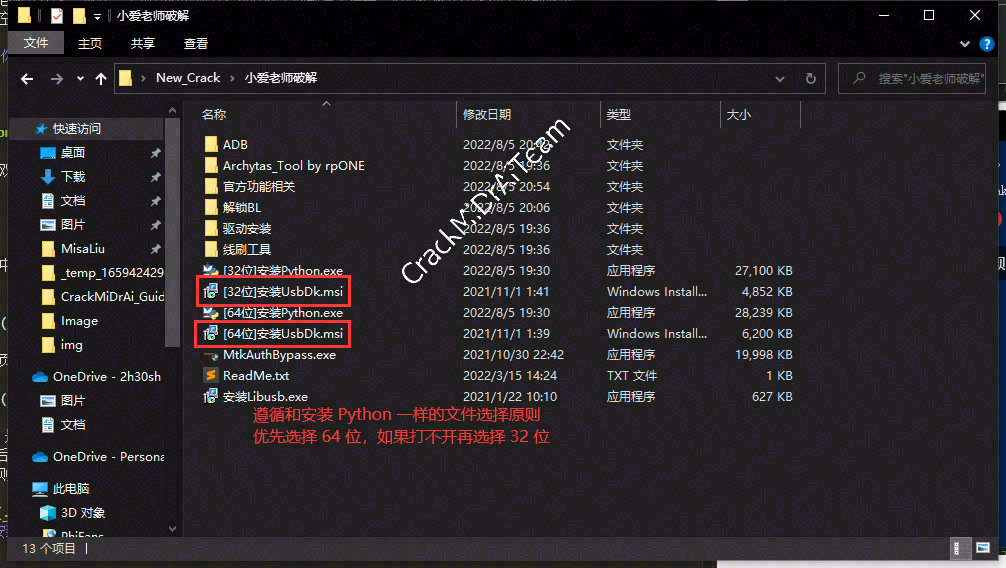 小爱老师破解
文件 主页 共享 查看
New_Crack 小爱老师破解 搜索"小爱老师破解"
名称 修改日期 类型 大小
快速访问
桌面
下载
文档
图片
MisaLiu
_temp_165942429
CrackMiDrAi_Guid
Image
img
OneDrive - 2h30sh
图片
文档
OneDrive - Persona
此电脑
3D 对象
PhiFans
ADB 2022/8/5 20:42 文件夹
Archytas_Tool by rpONE 2022/8/5 19:36 文件夹
官方功能相关 2022/8/5 20:54 文件夹
解锁BL 2022/8/5 20:06 文件夹
驱动安装 2022/8/5 19:36 文件夹
线刷工具 2022/8/5 19:36 文件夹
[32位]安装Python.exe 2022/8/5 19:30 应用程序 27,100 KB
[32位]安装UsbDk.msi 2021/11/1 1:41 Windows Install... 4,852 KB
[64位]安装Python.exe 2022/8/5 19:30 应用程序 28,239 KB
[64位]安装UsbDk.msi 2021/11/1 1:39 Windows Install... 6,200 KB
MtkAuthBypass.exe 2021/10/30 22:42 应用程序 19,998 KB
ReadMe.txt 2022/3/15 14:24 TXT 文件 1 KB
安装Libusb.exe 2021/1/22 10:10 应用程序 627 KB
CrackMiDrAiTeam
遵循和安装 Python 一样的文件选择原则
优先选择 64 位，如果打不开再选择 32 位
13 个项目